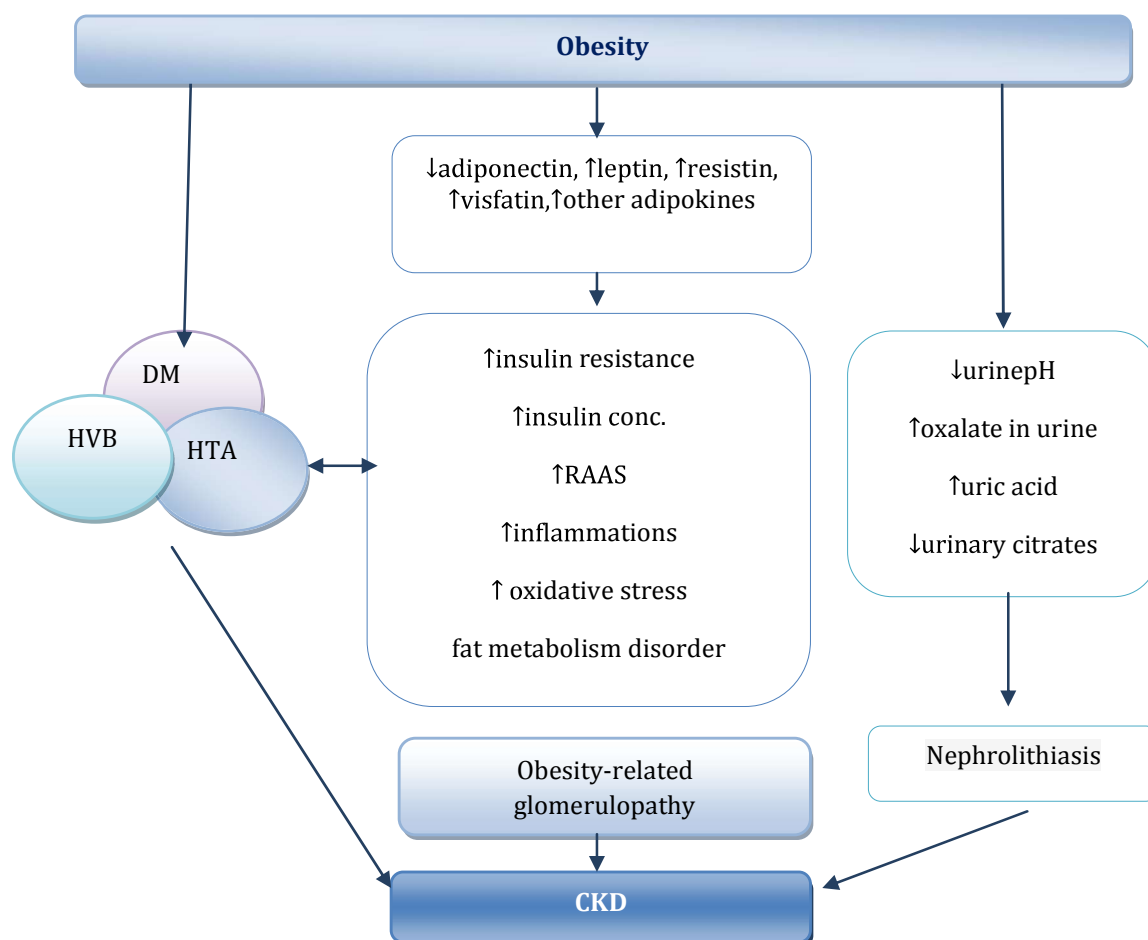 Obesity
↓adiponectin, ↑leptin, ↑resistin,
↑visfatin,↑other adipokines
DM
HVB
HTA
↑insulin resistance
↑insulin conc.
↑RAAS
↑inflammations
↑ oxidative stress
fat metabolism disorder
↓urinepH
↑oxalate in urine
↑uric acid
↓urinary citrates
Obesity-related
glomerulopathy
Nephrolithiasis
CKD